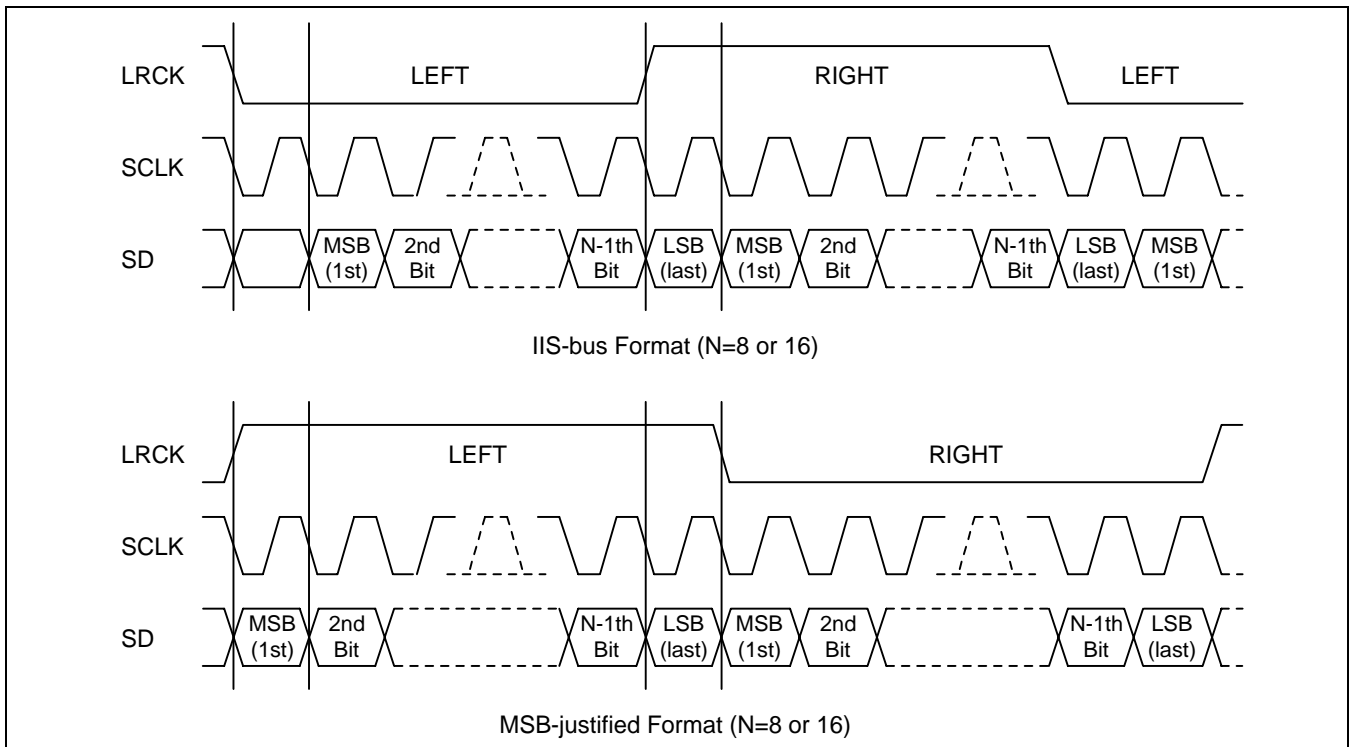 LRCK LEFT RIGHT LEFT
SCLK
SD MSB (1st) 2nd Bit N-1th Bit LSB (last) MSB (1st) 2nd Bit N-1th Bit LSB (last) MSB (1st)
IIS-bus Format (N=8 or 16)
LRCK LEFT RIGHT
SCLK
SD MSB (1st) 2nd Bit N-1th Bit LSB (last) MSB (1st) 2nd Bit N-1th Bit LSB (last)
MSB-justified Format (N=8 or 16)